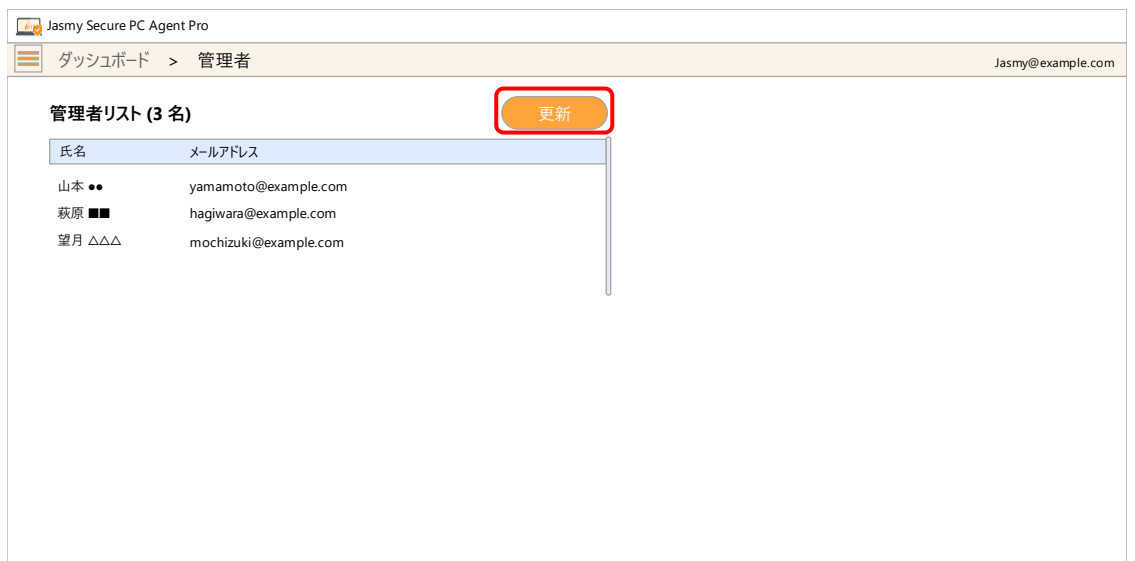 Jasmy Secure PC Agent Pro
ダッシュボード > 管理者 Jasmy@example.com
管理者リスト (3 名) 更新
氏名 メールアドレス
山本 ●● yamamoto@example.com
萩原 ■■ hagiwara@example.com
望月 △△△ mochizuki@example.com